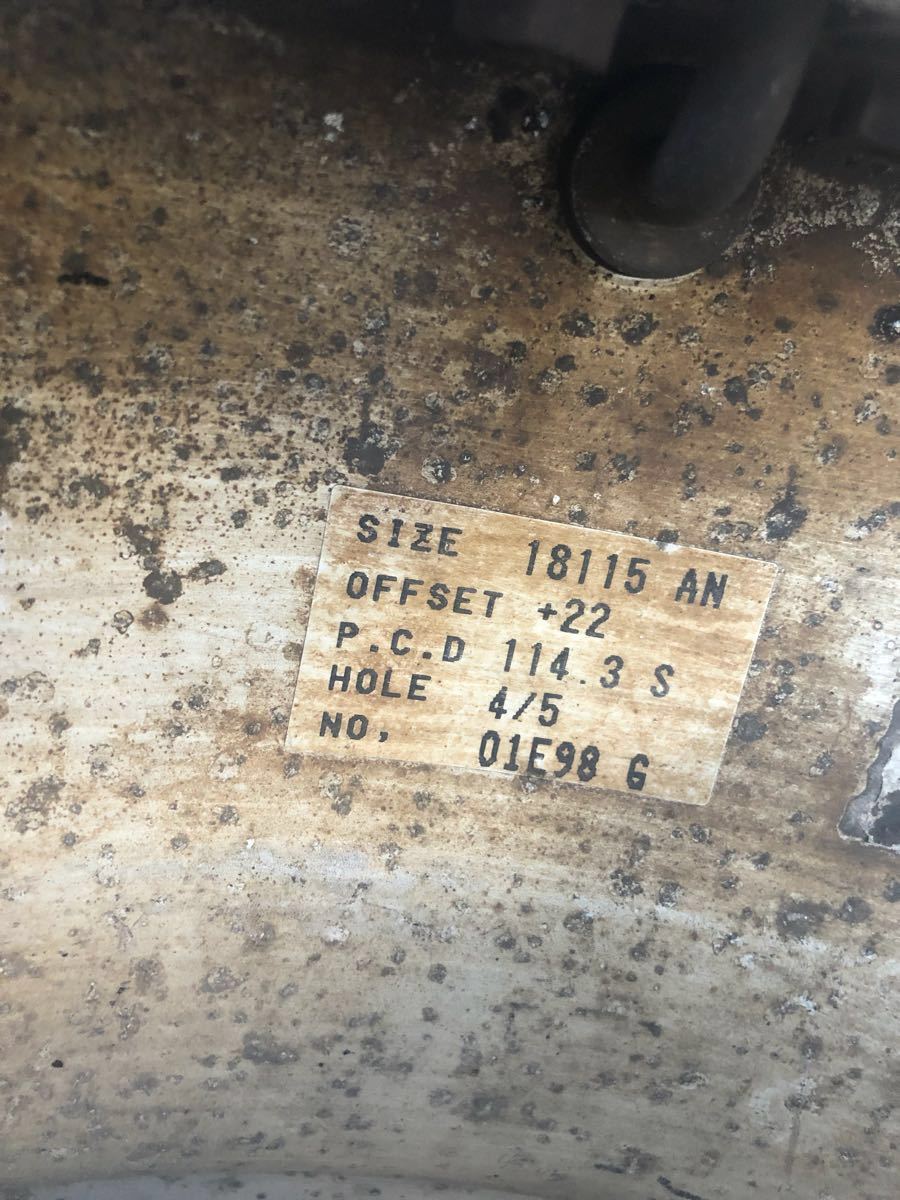 SIZE 18115 AN
OFFSET +22
P.C.D 114.3 S
HOLE 4/5
NO, 01E98 G